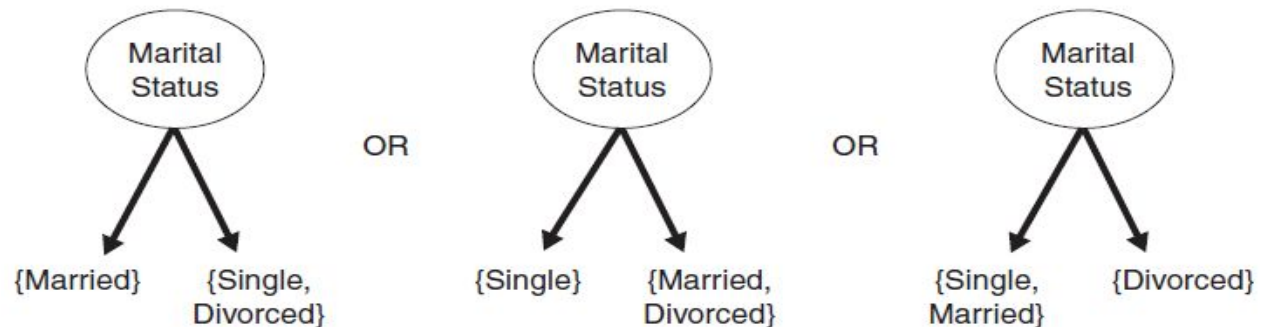 Marital
Status
{Married}
{Single,
Divorced}
OR
Marital
Status
{Single}
{Married,
Divorced}
OR
Marital
Status
{Single,
Married}
{Divorced}